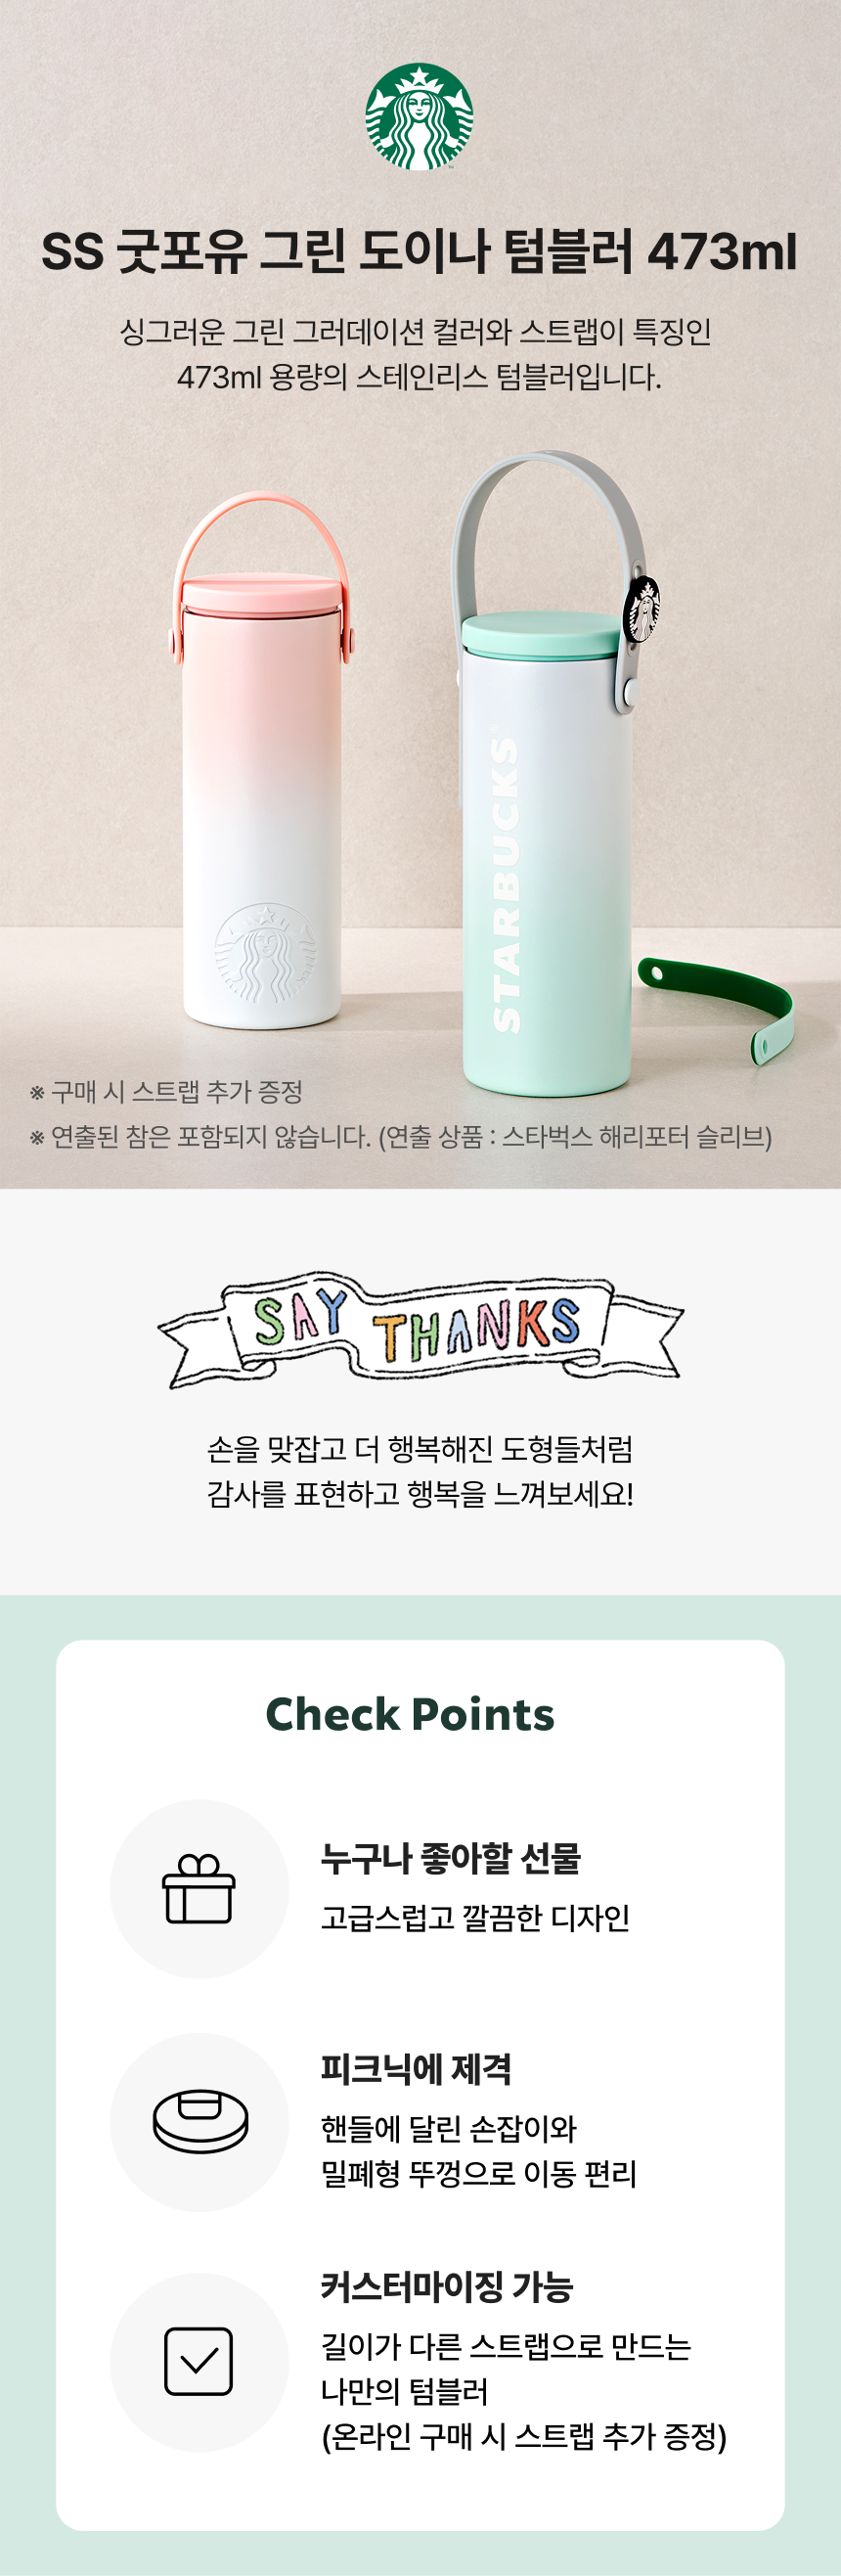 SS 굿포유 그린 도이나 텀블러 473ml
싱그러운 그린 그러데이션 컬러와 스트랩이 특징인
473ml 용량의 스테인리스 텀블러입니다.
STARBUCKS
※ 구매 시 스트랩 추가 증정
※ 연출된 참은 포함되지 않습니다. (연출 상품 : 스타벅스 해리포터 슬리브)
SAY THANKS
손을 맞잡고 더 행복해진 도형들처럼
감사를 표현하고 행복을 느껴보세요!
Check Points
누구나 좋아할 선물
고급스럽고 깔끔한 디자인
피크닉에 제격
핸들에 달린 손잡이와
밀폐형 뚜껑으로 이동 편리
커스터마이징 가능
길이가 다른 스트랩으로 만드는
나만의 텀블러
(온라인 구매 시 스트랩 추가 증정)